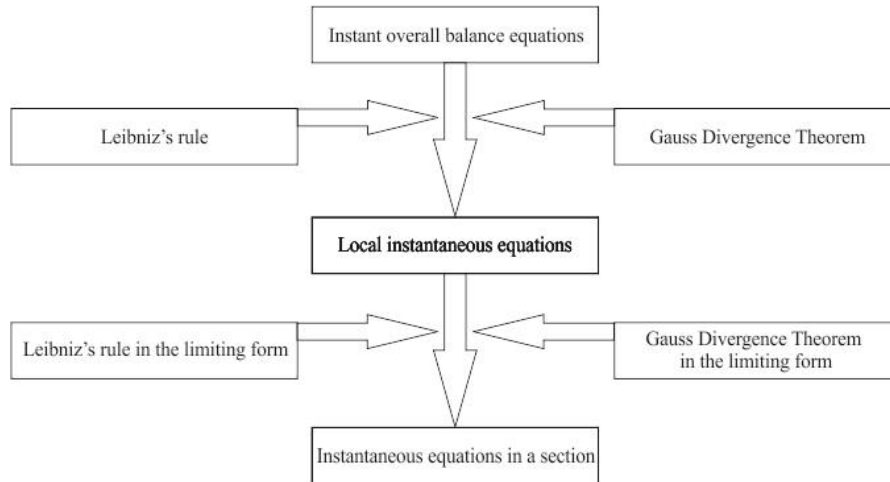 Instant overall balance equations
Leibniz’s rule
Gauss Divergence Theorem
Local instantaneous equations
Leibniz’s rule in the limiting form
Gauss Divergence Theorem
in the limiting form
Instantaneous equations in a section